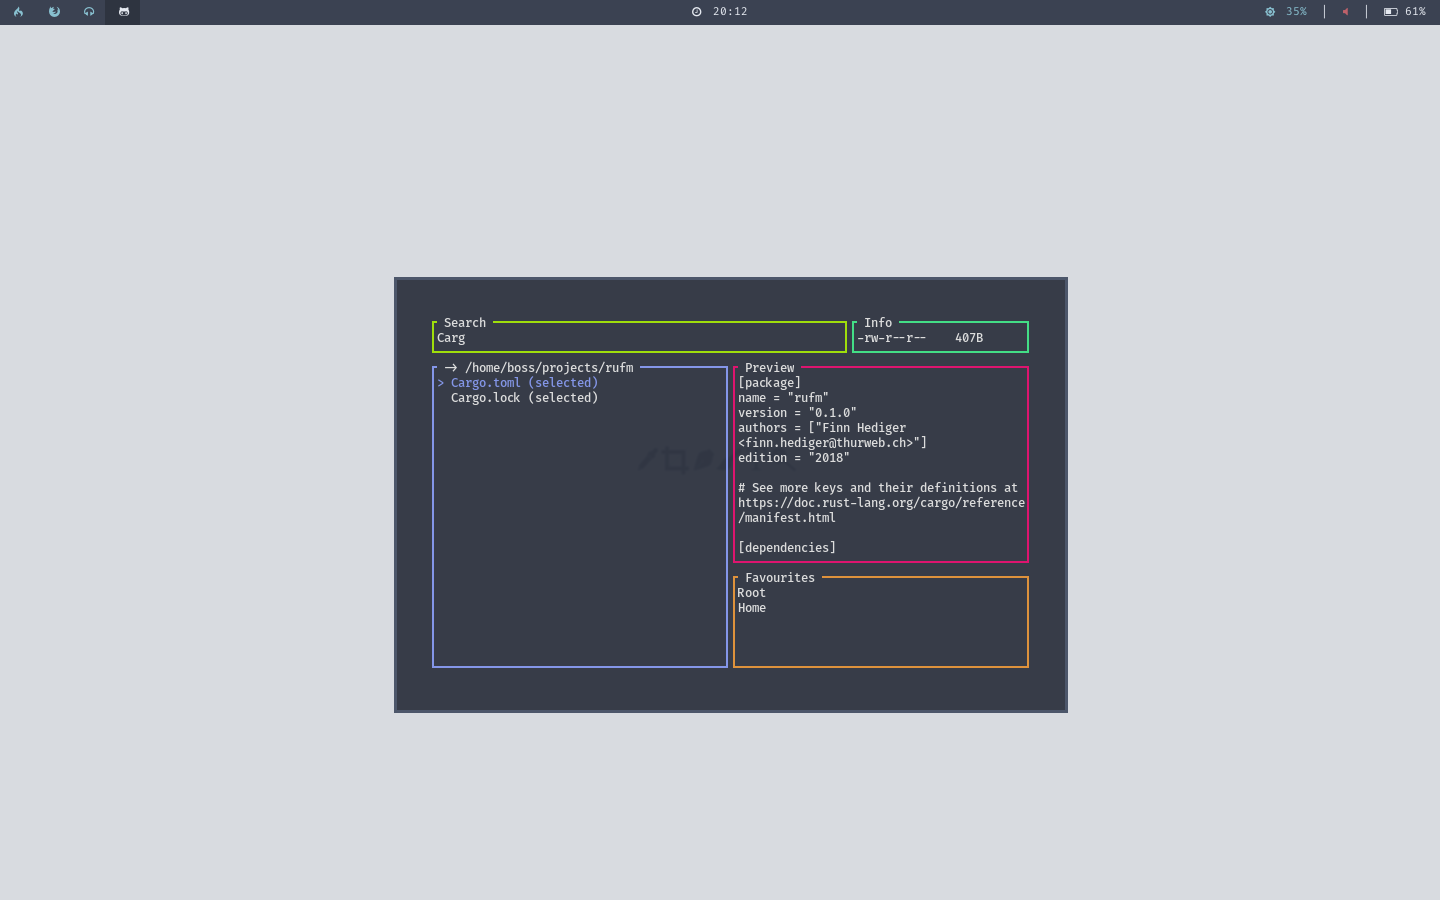 20:12
35%
61%
Search
Carg
Info
-rw-r--r-- 407B
-> /home/boss/projects/rufm
> Cargo.toml (selected)
Cargo.lock (selected)
Preview
[package]
name = "rufm"
version = "0.1.0"
authors = ["Finn Hediger
<finn.hediger@thurweb.ch>"]
edition = "2018"
# See more keys and their definitions at
https://doc.rust-lang.org/cargo/reference
/manifest.html
[dependencies]
Favourites
Root
Home